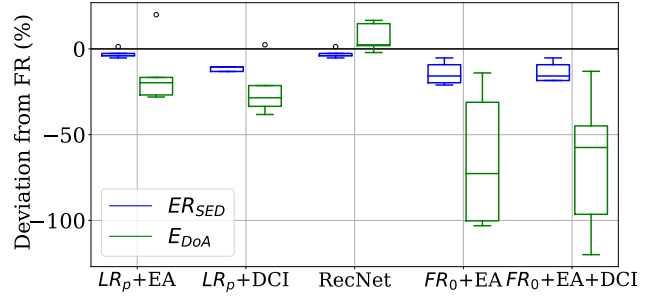 Deviation from FR (%)
0
−50
−100
ER_SED
E_DoA
LR_p+EA LR_p+DCI RecNet FR_0+EA FR_0+EA+DCI